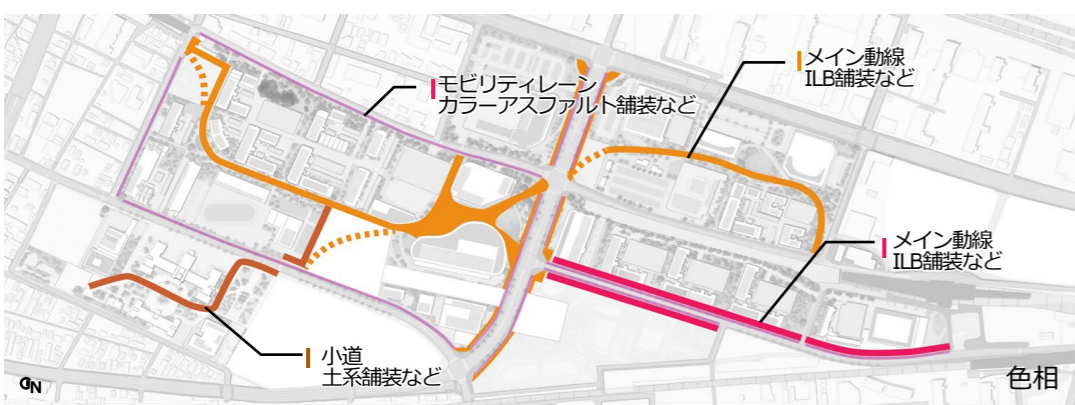 メイン動線
ILB舗装など
モビリティレーン
カラーアスファルト舗装など
メイン動線
ILB舗装など
小道
土系舗装など
N
色相